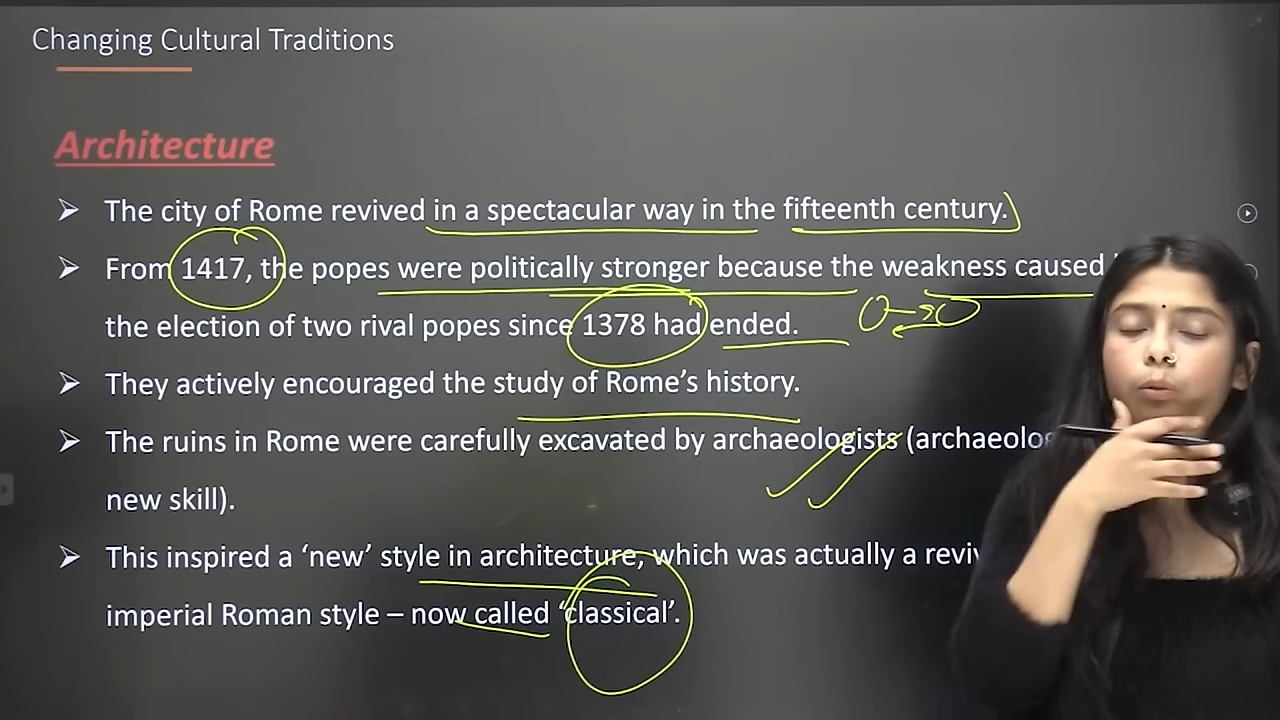 Changing Cultural Traditions
Architecture
➢ The city of Rome revived in a spectacular way in the fifteenth century.
➢ From 1417, the popes were politically stronger because the weakness caused
the election of two rival popes since 1378 had ended.
➢ They actively encouraged the study of Rome's history.
➢ The ruins in Rome were carefully excavated by archaeologists
new skill).
➢ This inspired a 'new' style in architecture, which was actually a
imperial Roman style – now called 'classical'.